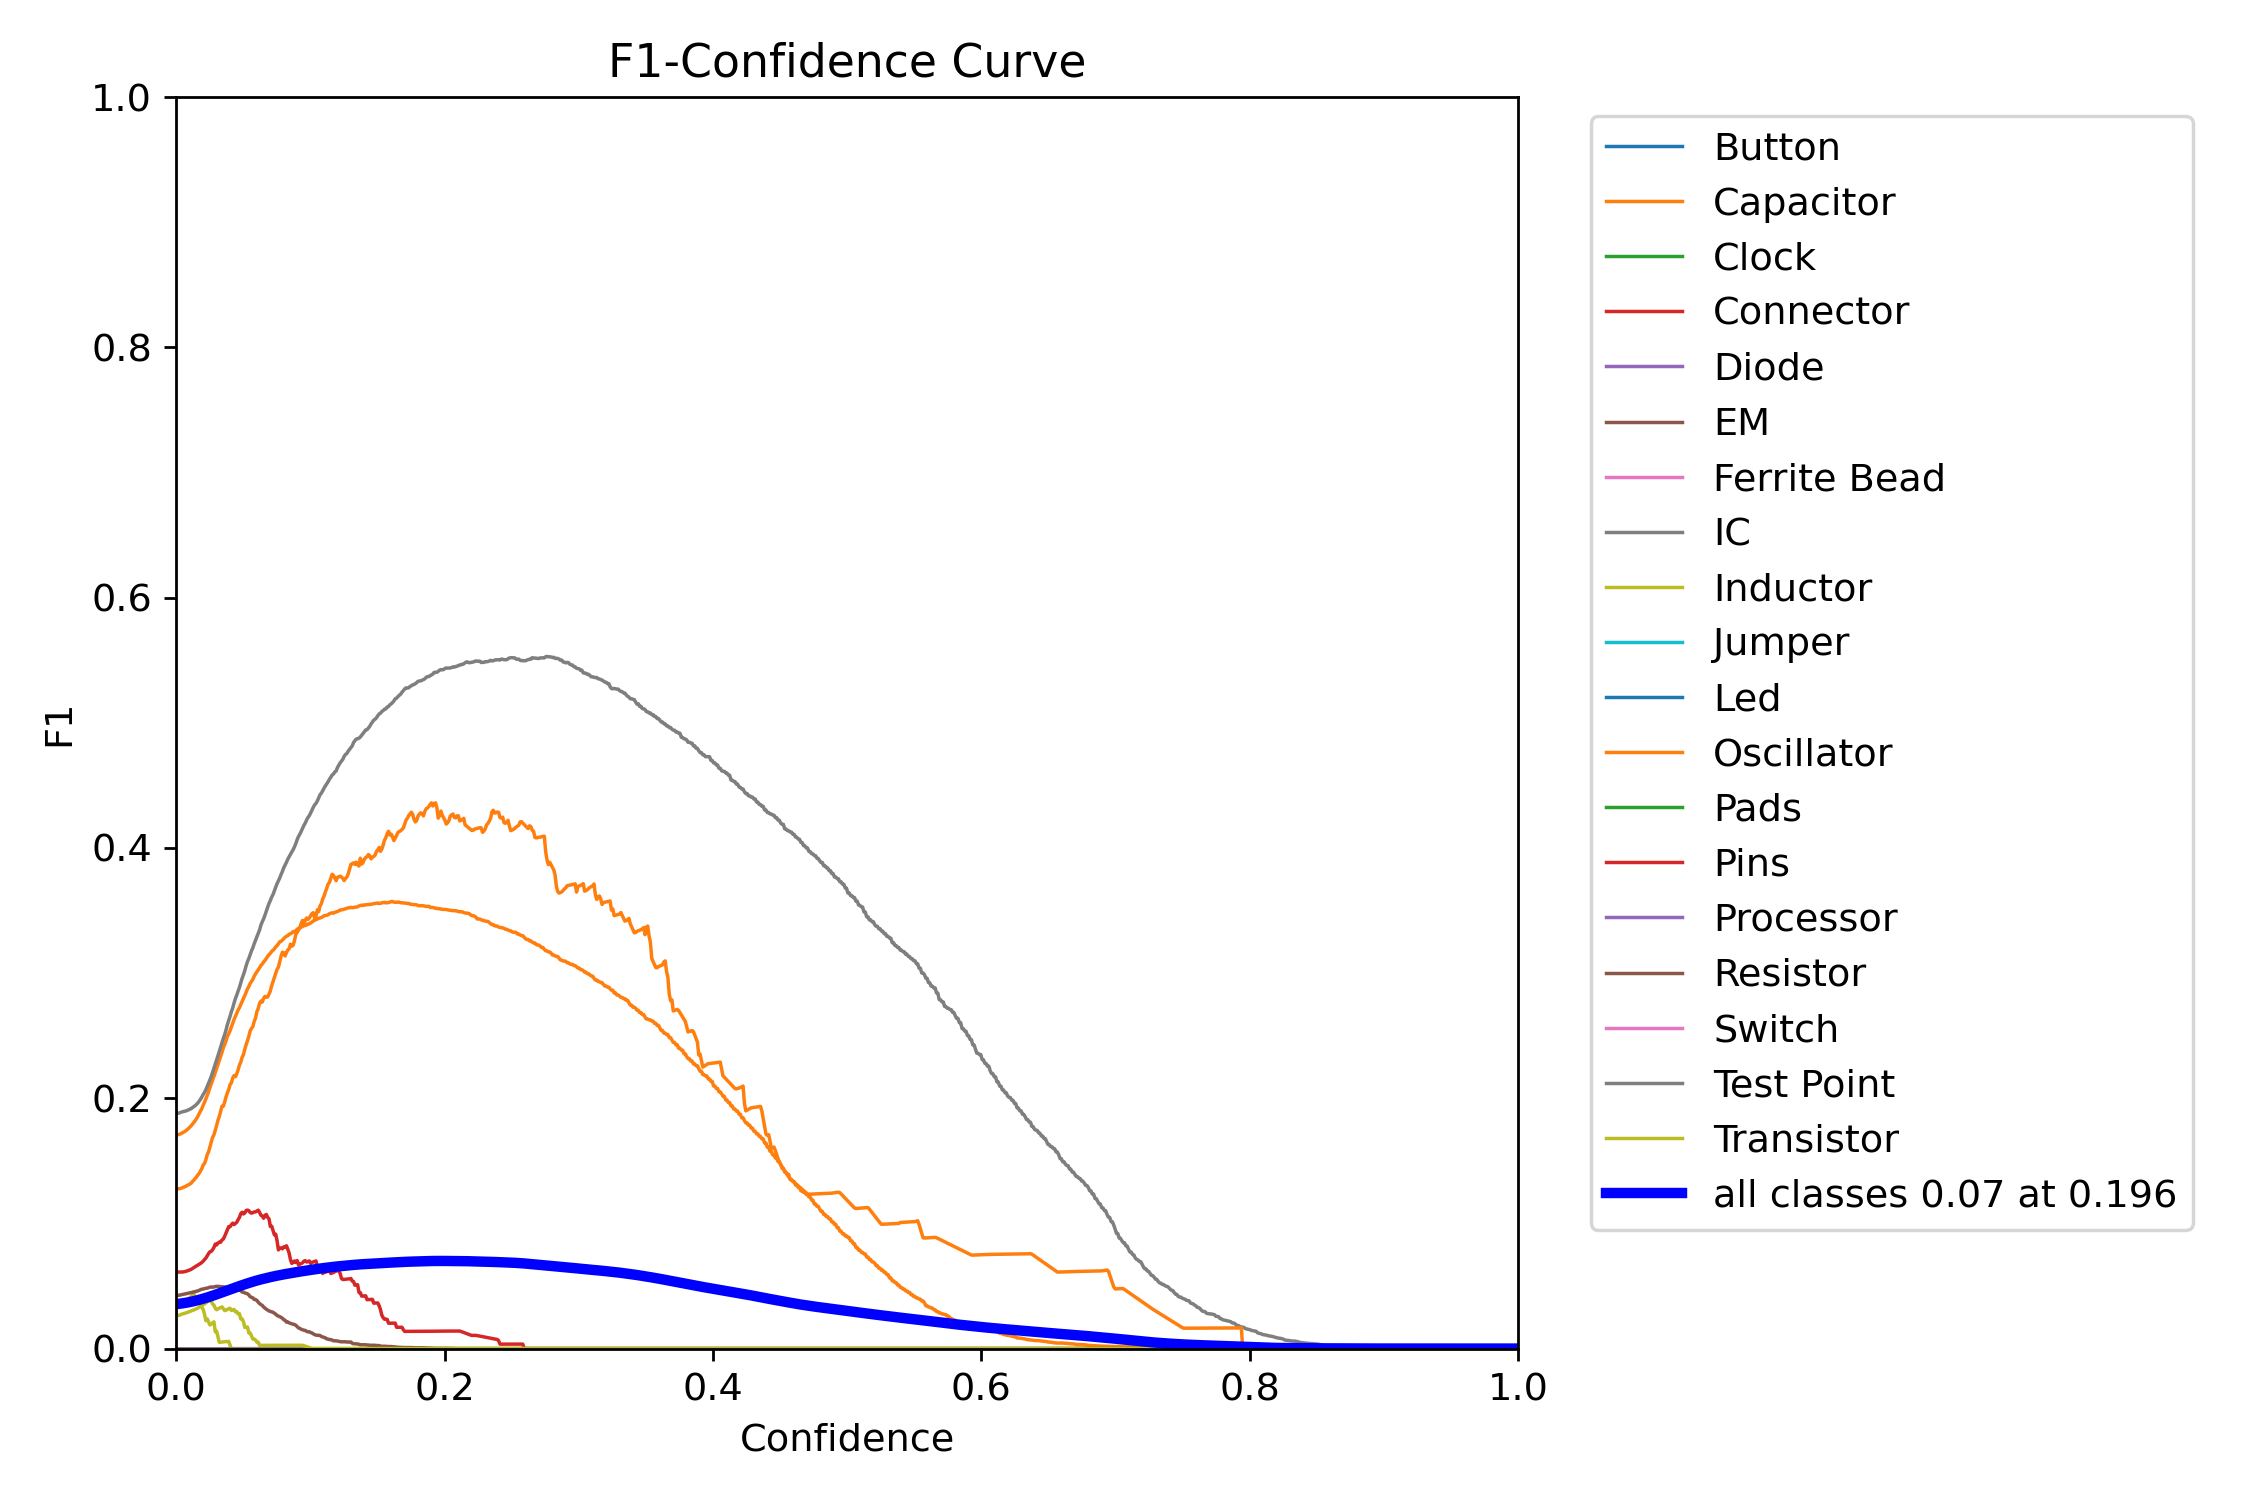 F1-Confidence Curve
1.0
0.8
0.6
0.4
0.2
0.0
F1
0.0 0.2 0.4 0.6 0.8 1.0
Confidence
Button
Capacitor
Clock
Connector
Diode
EM
Ferrite Bead
IC
Inductor
Jumper
Led
Oscillator
Pads
Pins
Processor
Resistor
Switch
Test Point
Transistor
all classes 0.07 at 0.196